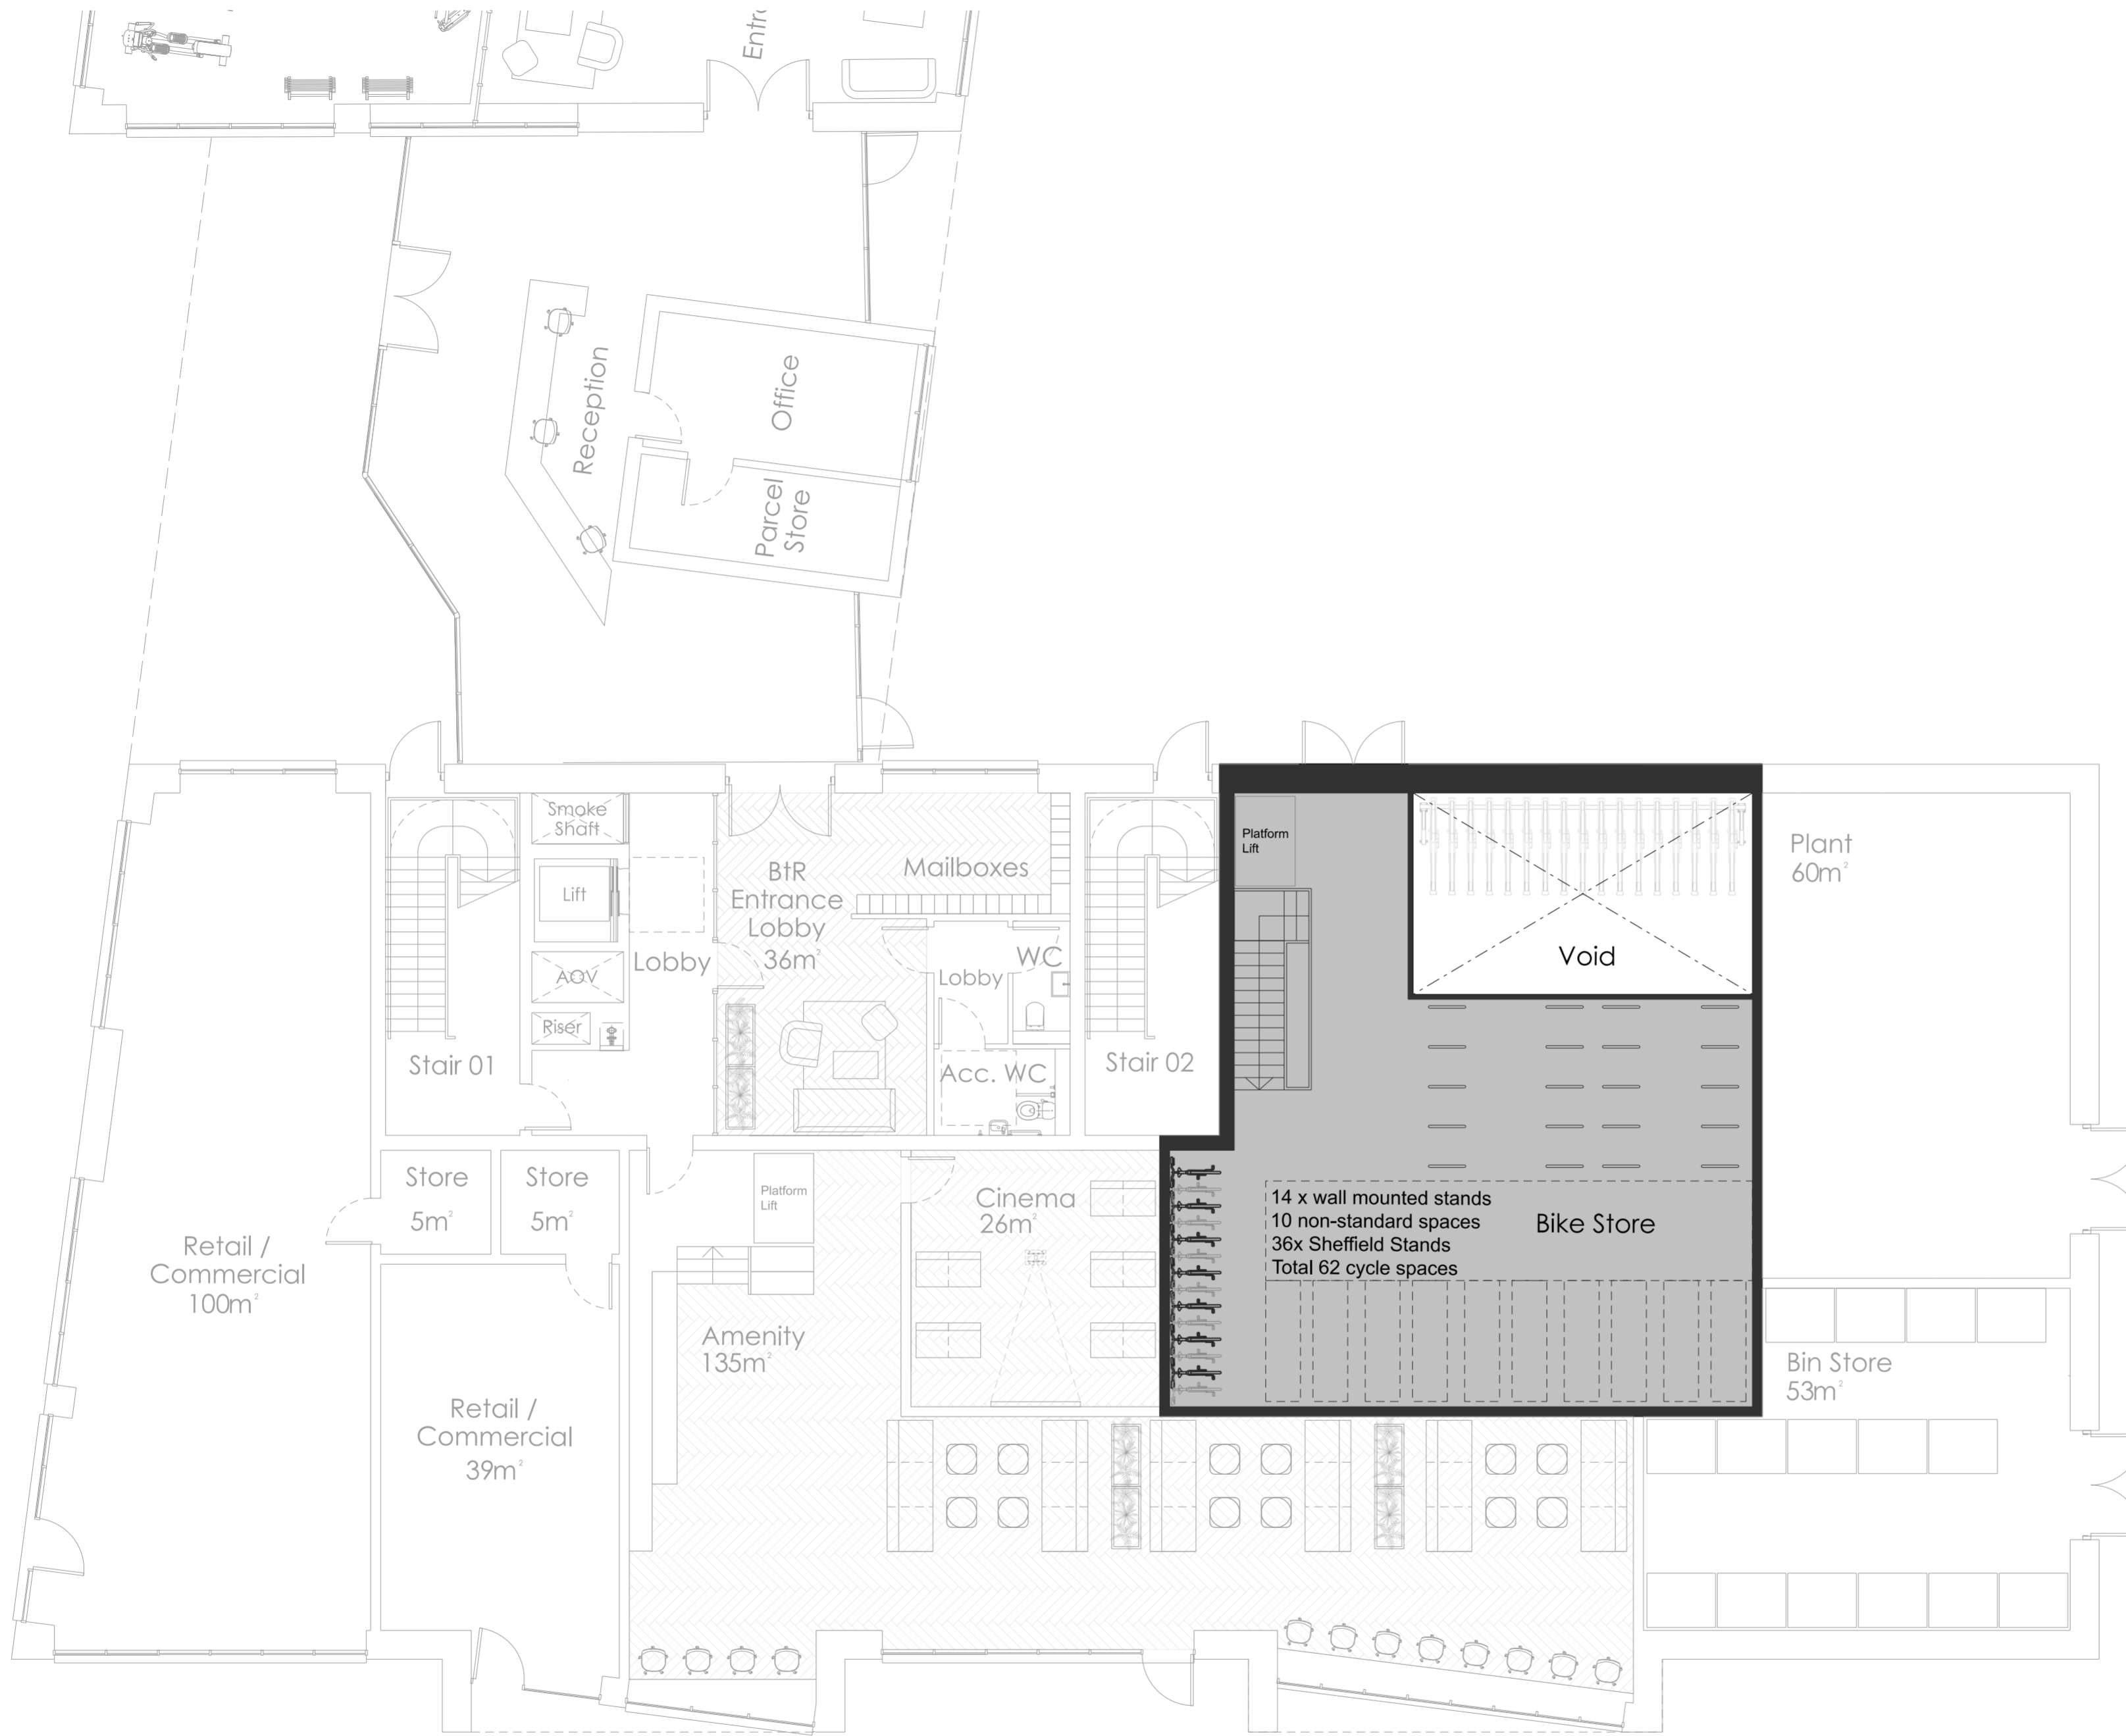 Entr
Reception
Office
Parcel
Store
Smoke
Shaft
Lift
AOV
Riser
Lobby
BtR
Entrance
Lobby
36m²
Mailboxes
Lobby
WC
Acc. WC
Stair 01
Stair 02
Platform
Lift
Void
Plant
60m²
Store
5m²
Store
5m²
Platform
Lift
Cinema
26m²
14 x wall mounted stands
10 non-standard spaces
36x Sheffield Stands
Total 62 cycle spaces
Bike Store
Retail /
Commercial
100m²
Amenity
135m²
Bin Store
53m²
Retail /
Commercial
39m²